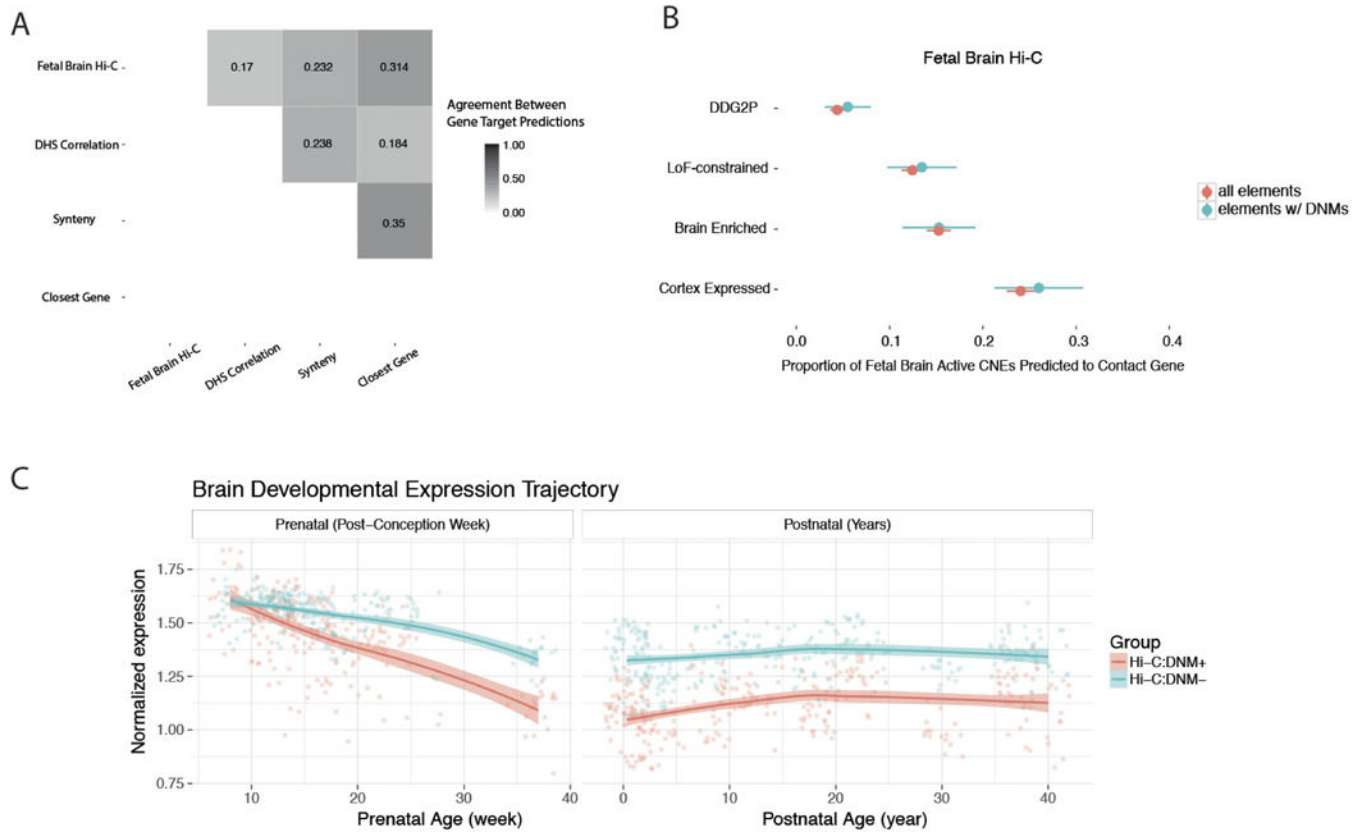 A
Fetal Brain Hi-C
0.17
0.232
0.314
DHS Correlation
0.238
0.184
Synteny
0.35
Closest Gene
Fetal Brain Hi-C
DHS Correlation
Synteny
Closest Gene
Agreement Between
Gene Target Predictions
1.00
0.50
0.00
B
Fetal Brain Hi-C
DDG2P
LoF-constrained
Brain Enriched
Cortex Expressed
0.0
0.1
0.2
0.3
0.4
Proportion of Fetal Brain Active CNEs Predicted to Contact Gene
all elements
elements w/ DNMs
C
Brain Developmental Expression Trajectory
Prenatal (Post-Conception Week)
Postnatal (Years)
Normalized expression
1.75
1.50
1.25
1.00
0.75
10
20
30
40
0
10
20
30
40
Prenatal Age (week)
Postnatal Age (year)
Group
Hi-C:DNM+
Hi-C:DNM-